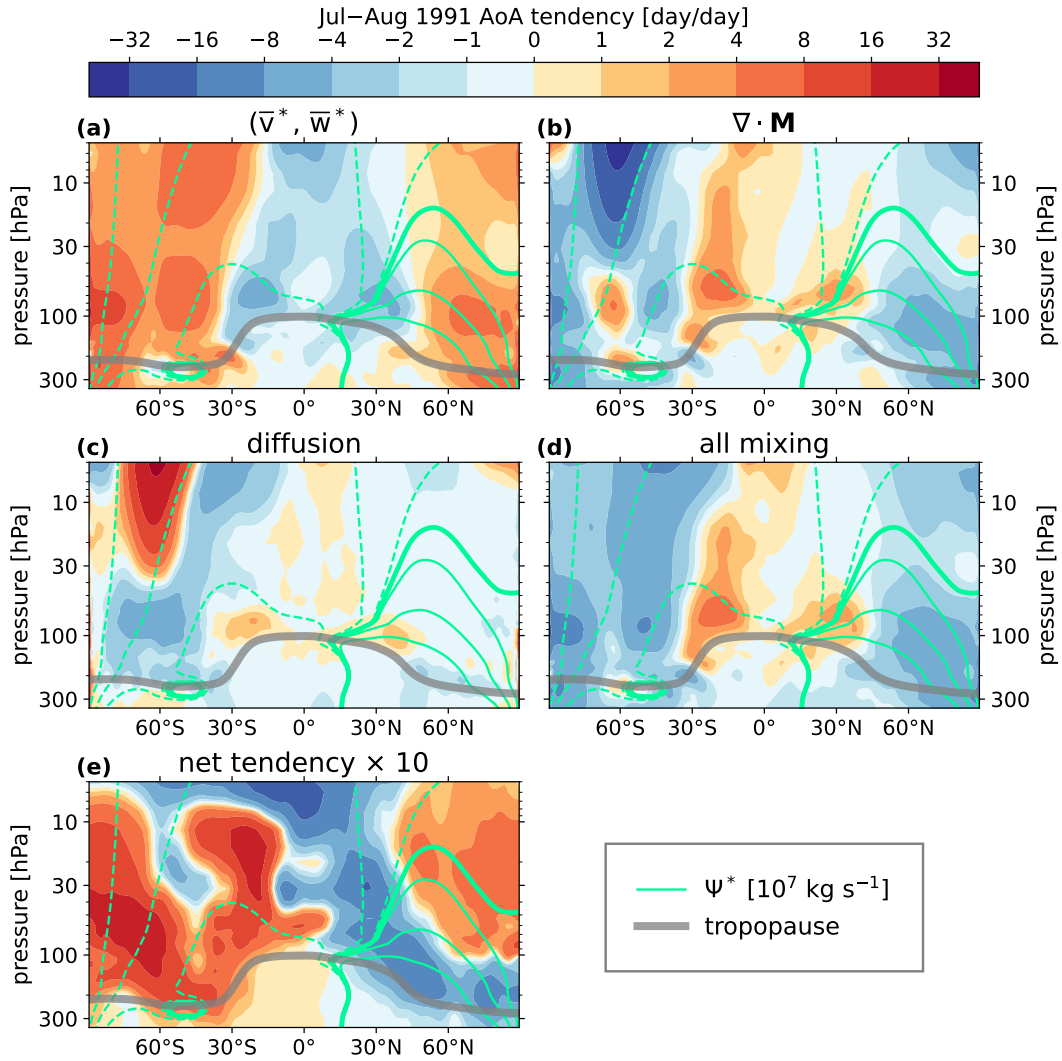 Jul−Aug 1991 AoA tendency [day/day]
−32 −16 −8 −4 −2 −1 0 1 2 4 8 16 32
(a) (v̅*, w̅*)
(b) ∇ · M
pressure [hPa]
10
30
100
300
60°S 30°S 0° 30°N 60°N
10
30
100
300
pressure [hPa]
60°S 30°S 0° 30°N 60°N
(c) diffusion
(d) all mixing
pressure [hPa]
10
30
100
300
60°S 30°S 0° 30°N 60°N
10
30
100
300
pressure [hPa]
60°S 30°S 0° 30°N 60°N
(e) net tendency × 10
pressure [hPa]
10
30
100
300
60°S 30°S 0° 30°N 60°N
Ψ* [10⁷ kg s⁻¹]
tropopause